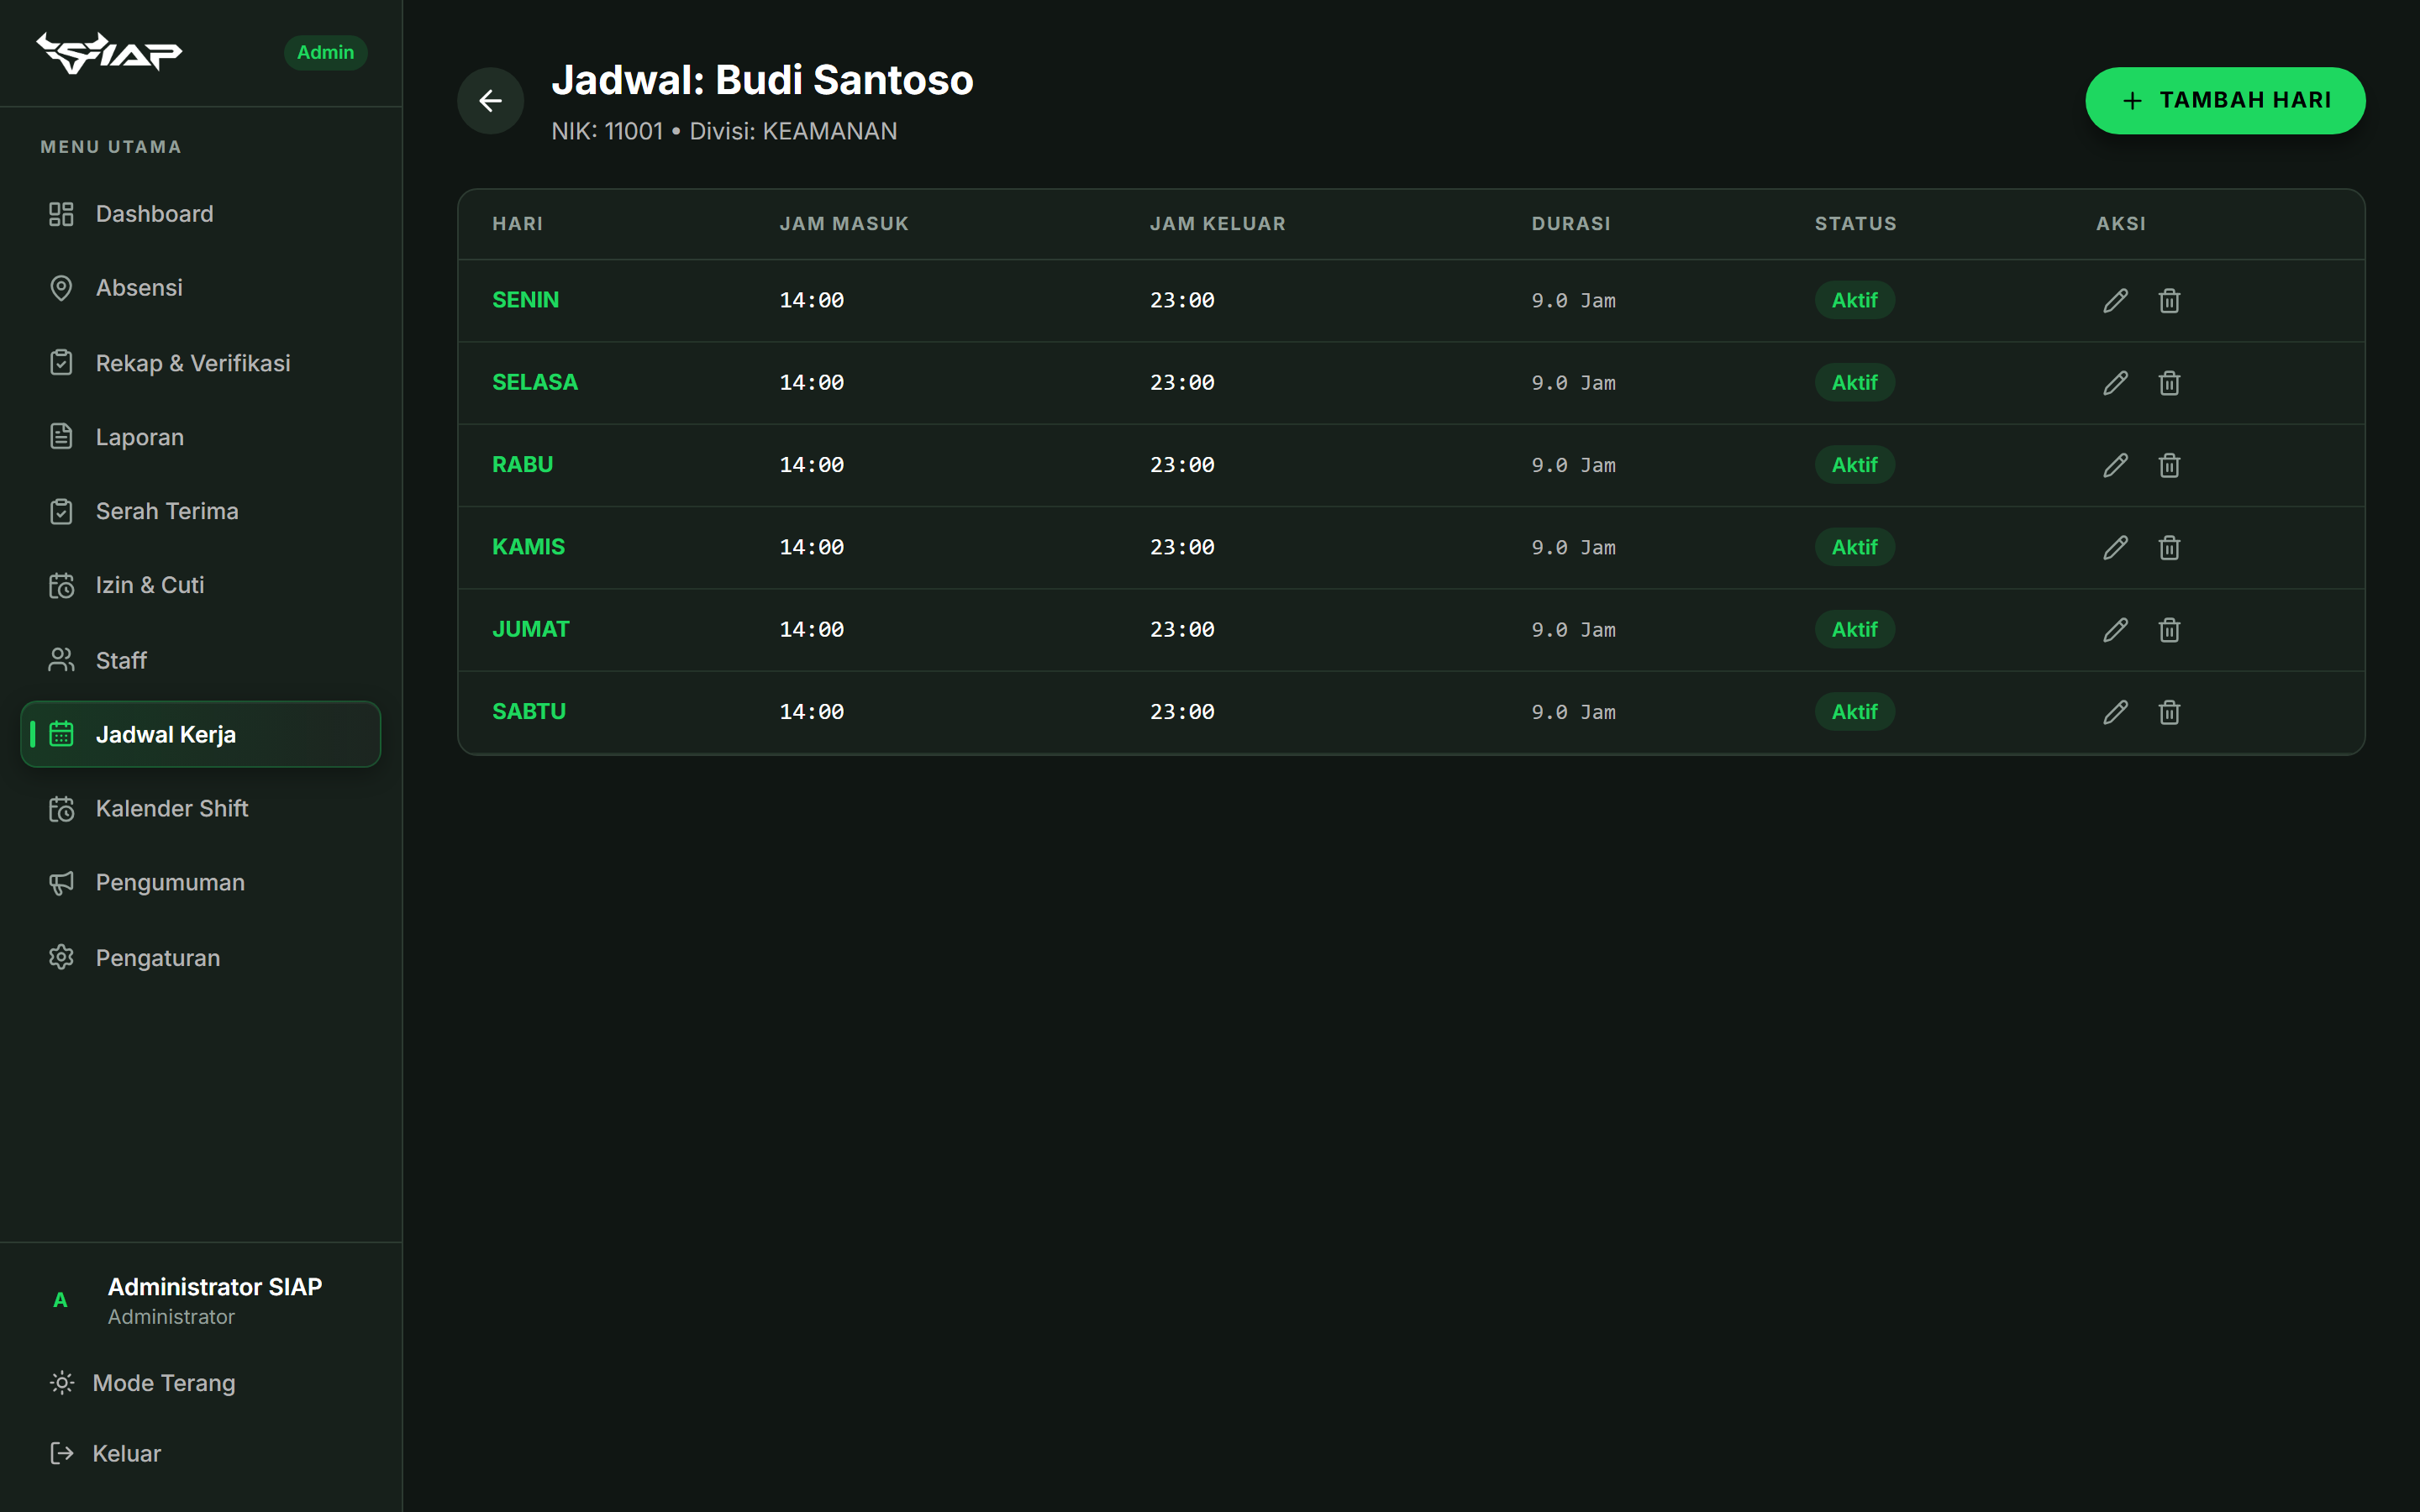 SIAP
Admin
MENU UTAMA
Dashboard
Absensi
Rekap & Verifikasi
Laporan
Serah Terima
Izin & Cuti
Staff
Jadwal Kerja
Kalender Shift
Pengumuman
Pengaturan
A
Administrator SIAP
Administrator
Mode Terang
Keluar
Jadwal: Budi Santoso
NIK: 11001 • Divisi: KEAMANAN
+ TAMBAH HARI
HARI JAM MASUK JAM KELUAR DURASI STATUS AKSI
SENIN 14:00 23:00 9.0 Jam Aktif
SELASA 14:00 23:00 9.0 Jam Aktif
RABU 14:00 23:00 9.0 Jam Aktif
KAMIS 14:00 23:00 9.0 Jam Aktif
JUMAT 14:00 23:00 9.0 Jam Aktif
SABTU 14:00 23:00 9.0 Jam Aktif